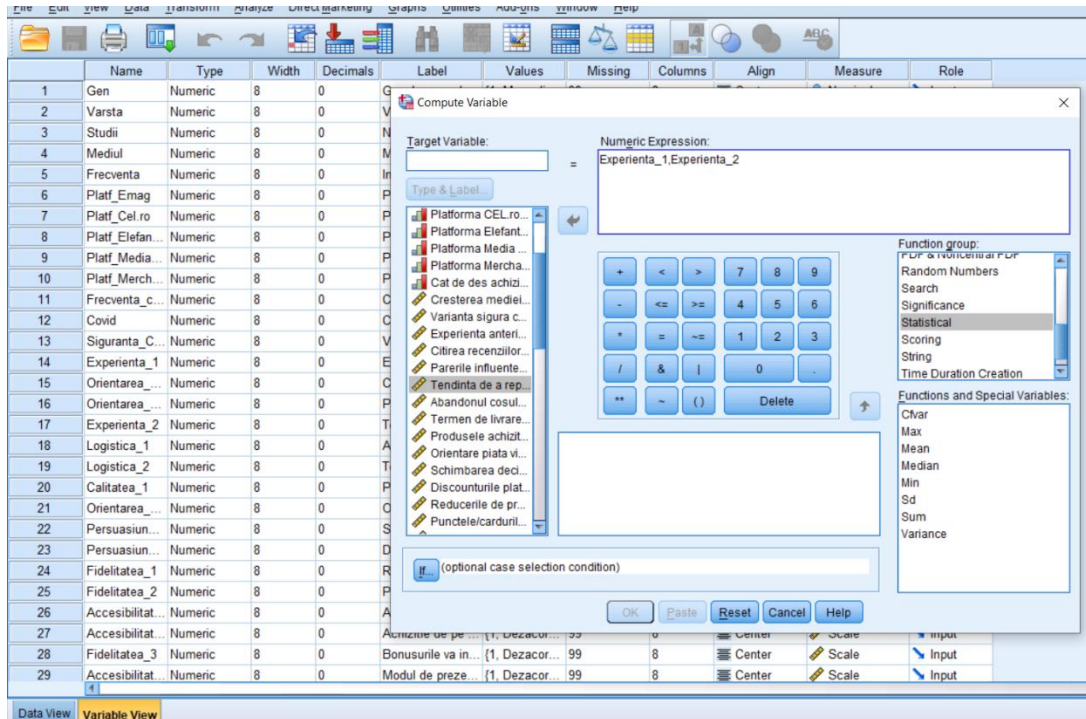 File Edit View Data Transform Analyze Direct Marketing Graphs Utilities Add-ons Window Help
Name Type Width Decimals Label Values Missing Columns Align Measure Role
1 Gen Numeric 8 0
2 Varsta Numeric 8 0
3 Studii Numeric 8 0
4 Mediul Numeric 8 0
5 Frecventa Numeric 8 0
6 Platf_Emag Numeric 8 0
7 Platf_Cel.ro Numeric 8 0
8 Platf_Elefan... Numeric 8 0
9 Platf_Media... Numeric 8 0
10 Platf_Merch... Numeric 8 0
11 Frecventa_c... Numeric 8 0
12 Covid Numeric 8 0
13 Siguranta_C... Numeric 8 0
14 Experienta_1 Numeric 8 0
15 Orientarea_... Numeric 8 0
16 Orientarea_... Numeric 8 0
17 Experienta_2 Numeric 8 0
18 Logistica_1 Numeric 8 0
19 Logistica_2 Numeric 8 0
20 Calitatea_1 Numeric 8 0
21 Orientarea_... Numeric 8 0
22 Persuasiun... Numeric 8 0
23 Persuasiun... Numeric 8 0
24 Fidelitatea_1 Numeric 8 0
25 Fidelitatea_2 Numeric 8 0
26 Accesibilitat... Numeric 8 0
27 Accesibilitat... Numeric 8 0 Achizitie de pe ... {1, Dezacor... 99 8 Center Scale Input
28 Fidelitatea_3 Numeric 8 0 Bonusurile va in... {1, Dezacor... 99 8 Center Scale Input
29 Accesibilitat... Numeric 8 0 Modul de preze... {1, Dezacor... 99 8 Center Scale Input
Data View Variable View
Compute Variable
Target Variable:
=
Numeric Expression:
Experienta_1,Experienta_2
Type & Label...
Platforma CEL.ro...
Platforma Elefant...
Platforma Media ...
Platforma Mercha...
Cat de des achizi...
Cresterea mediei...
Varianta sigura c...
Experienta anteri...
Citirea recenziilor...
Parerile influente...
Tendinta de a rep...
Abandonul cosul...
Termen de livrare...
Produsele achizit...
Orientare piata vi...
Schimbarea deci...
Discounturile plat...
Reducerile de pr...
Punctele/carduril...
+ < > 7 8 9
- <= >= 4 5 6
* = ~= 1 2 3
/ & | 0 .
** ~ ( ) Delete
Function group:
PDF & Noncentral PDF
Random Numbers
Search
Significance
Statistical
Scoring
String
Time Duration Creation
Functions and Special Variables:
Cfvar
Max
Mean
Median
Min
Sd
Sum
Variance
If... (optional case selection condition)
OK Paste Reset Cancel Help